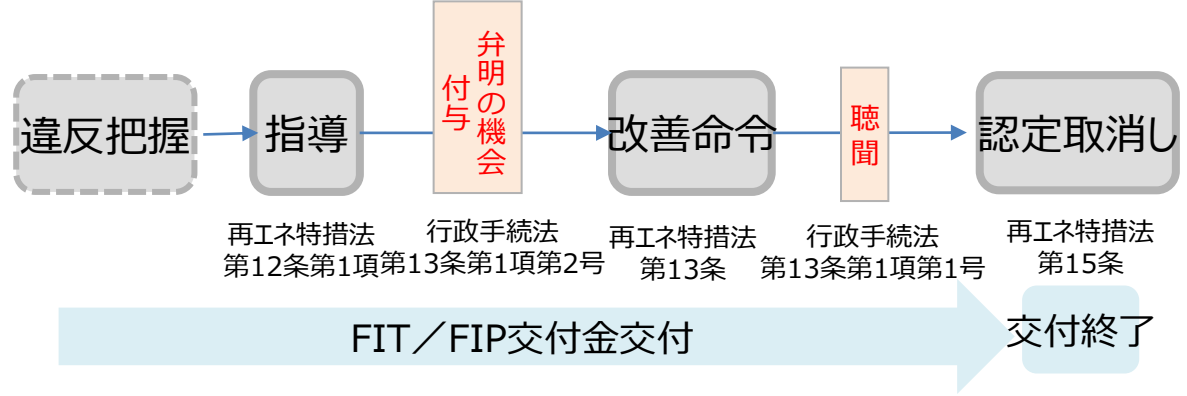 違反把握
指導
弁明の機会
付与
改善命令
聴聞
認定取消し
再エネ特措法
第12条第1項
行政手続法
第13条第1項第2号
再エネ特措法
第13条
行政手続法
第13条第1項第1号
再エネ特措法
第15条
FIT／FIP交付金交付
交付終了